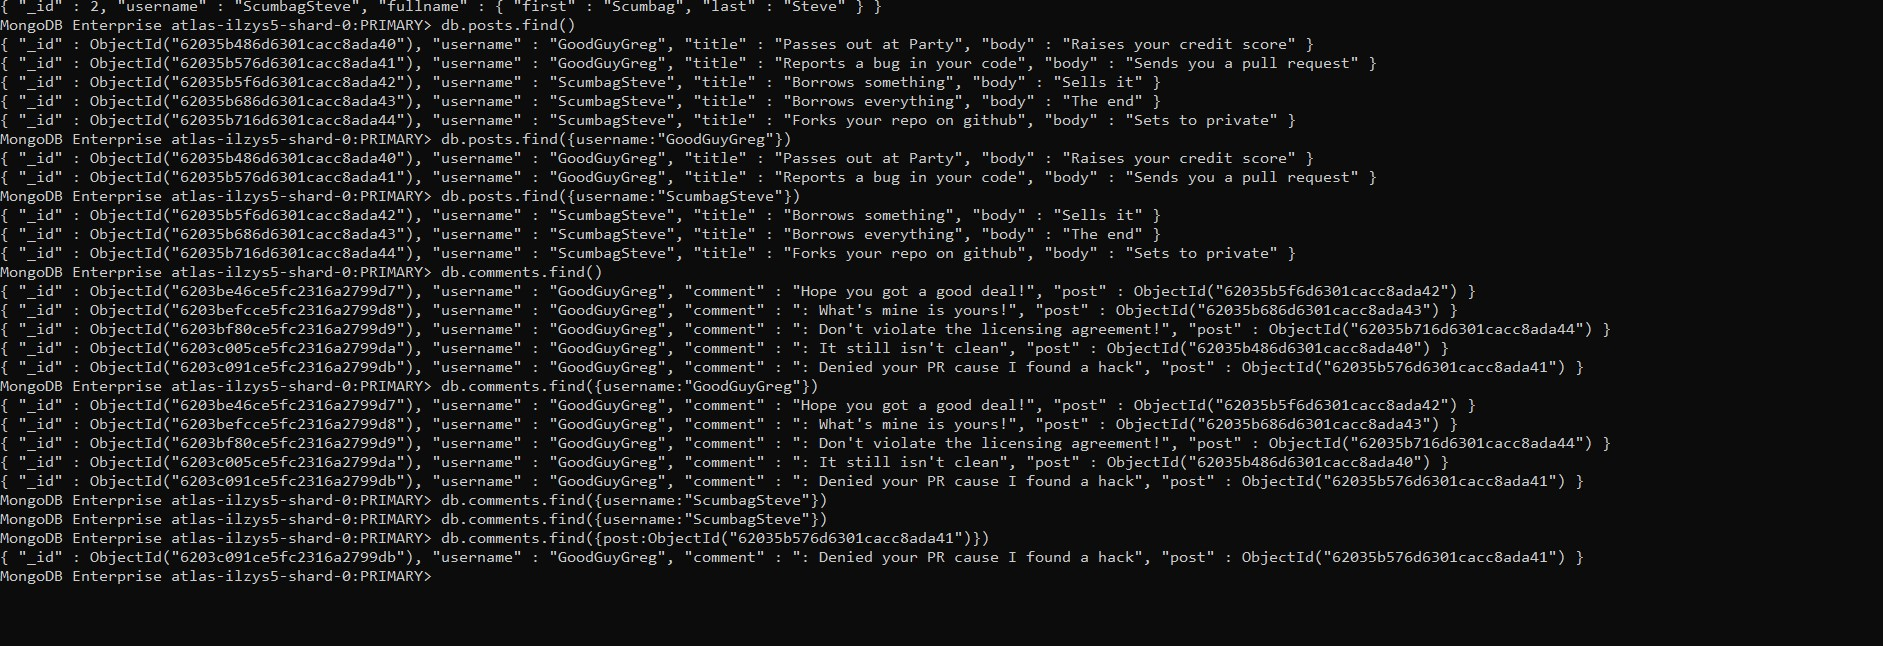 { "_id" : 2, "username" : "ScumbagSteve", "fullname" : { "first" : "Scumbag", "last" : "Steve" } }
MongoDB Enterprise atlas-ilzys5-shard-0:PRIMARY> db.posts.find()
{ "_id" : ObjectId("62035b486d6301cacc8ada40"), "username" : "GoodGuyGreg", "title" : "Passes out at Party", "body" : "Raises your credit score" }
{ "_id" : ObjectId("62035b576d6301cacc8ada41"), "username" : "GoodGuyGreg", "title" : "Reports a bug in your code", "body" : "Sends you a pull request" }
{ "_id" : ObjectId("62035b5f6d6301cacc8ada42"), "username" : "ScumbagSteve", "title" : "Borrows something", "body" : "Sells it" }
{ "_id" : ObjectId("62035b686d6301cacc8ada43"), "username" : "ScumbagSteve", "title" : "Borrows everything", "body" : "The end" }
{ "_id" : ObjectId("62035b716d6301cacc8ada44"), "username" : "ScumbagSteve", "title" : "Forks your repo on github", "body" : "Sets to private" }
MongoDB Enterprise atlas-ilzys5-shard-0:PRIMARY> db.posts.find({username:"GoodGuyGreg"})
{ "_id" : ObjectId("62035b486d6301cacc8ada40"), "username" : "GoodGuyGreg", "title" : "Passes out at Party", "body" : "Raises your credit score" }
{ "_id" : ObjectId("62035b576d6301cacc8ada41"), "username" : "GoodGuyGreg", "title" : "Reports a bug in your code", "body" : "Sends you a pull request" }
MongoDB Enterprise atlas-ilzys5-shard-0:PRIMARY> db.posts.find({username:"ScumbagSteve"})
{ "_id" : ObjectId("62035b5f6d6301cacc8ada42"), "username" : "ScumbagSteve", "title" : "Borrows something", "body" : "Sells it" }
{ "_id" : ObjectId("62035b686d6301cacc8ada43"), "username" : "ScumbagSteve", "title" : "Borrows everything", "body" : "The end" }
{ "_id" : ObjectId("62035b716d6301cacc8ada44"), "username" : "ScumbagSteve", "title" : "Forks your repo on github", "body" : "Sets to private" }
MongoDB Enterprise atlas-ilzys5-shard-0:PRIMARY> db.comments.find()
{ "_id" : ObjectId("6203be46ce5fc2316a2799d7"), "username" : "GoodGuyGreg", "comment" : "Hope you got a good deal!", "post" : ObjectId("62035b5f6d6301cacc8ada42") }
{ "_id" : ObjectId("6203befcce5fc2316a2799d8"), "username" : "GoodGuyGreg", "comment" : ": What's mine is yours!", "post" : ObjectId("62035b686d6301cacc8ada43") }
{ "_id" : ObjectId("6203bf80ce5fc2316a2799d9"), "username" : "GoodGuyGreg", "comment" : ": Don't violate the licensing agreement!", "post" : ObjectId("62035b716d6301cacc8ada44") }
{ "_id" : ObjectId("6203c005ce5fc2316a2799da"), "username" : "GoodGuyGreg", "comment" : ": It still isn't clean", "post" : ObjectId("62035b486d6301cacc8ada40") }
{ "_id" : ObjectId("6203c091ce5fc2316a2799db"), "username" : "GoodGuyGreg", "comment" : ": Denied your PR cause I found a hack", "post" : ObjectId("62035b576d6301cacc8ada41") }
MongoDB Enterprise atlas-ilzys5-shard-0:PRIMARY> db.comments.find({username:"GoodGuyGreg"})
{ "_id" : ObjectId("6203be46ce5fc2316a2799d7"), "username" : "GoodGuyGreg", "comment" : "Hope you got a good deal!", "post" : ObjectId("62035b5f6d6301cacc8ada42") }
{ "_id" : ObjectId("6203befcce5fc2316a2799d8"), "username" : "GoodGuyGreg", "comment" : ": What's mine is yours!", "post" : ObjectId("62035b686d6301cacc8ada43") }
{ "_id" : ObjectId("6203bf80ce5fc2316a2799d9"), "username" : "GoodGuyGreg", "comment" : ": Don't violate the licensing agreement!", "post" : ObjectId("62035b716d6301cacc8ada44") }
{ "_id" : ObjectId("6203c005ce5fc2316a2799da"), "username" : "GoodGuyGreg", "comment" : ": It still isn't clean", "post" : ObjectId("62035b486d6301cacc8ada40") }
{ "_id" : ObjectId("6203c091ce5fc2316a2799db"), "username" : "GoodGuyGreg", "comment" : ": Denied your PR cause I found a hack", "post" : ObjectId("62035b576d6301cacc8ada41") }
MongoDB Enterprise atlas-ilzys5-shard-0:PRIMARY> db.comments.find({username:"ScumbagSteve"})
MongoDB Enterprise atlas-ilzys5-shard-0:PRIMARY> db.comments.find({username:"ScumbagSteve"})
MongoDB Enterprise atlas-ilzys5-shard-0:PRIMARY> db.comments.find({post:ObjectId("62035b576d6301cacc8ada41")})
{ "_id" : ObjectId("6203c091ce5fc2316a2799db"), "username" : "GoodGuyGreg", "comment" : ": Denied your PR cause I found a hack", "post" : ObjectId("62035b576d6301cacc8ada41") }
MongoDB Enterprise atlas-ilzys5-shard-0:PRIMARY>